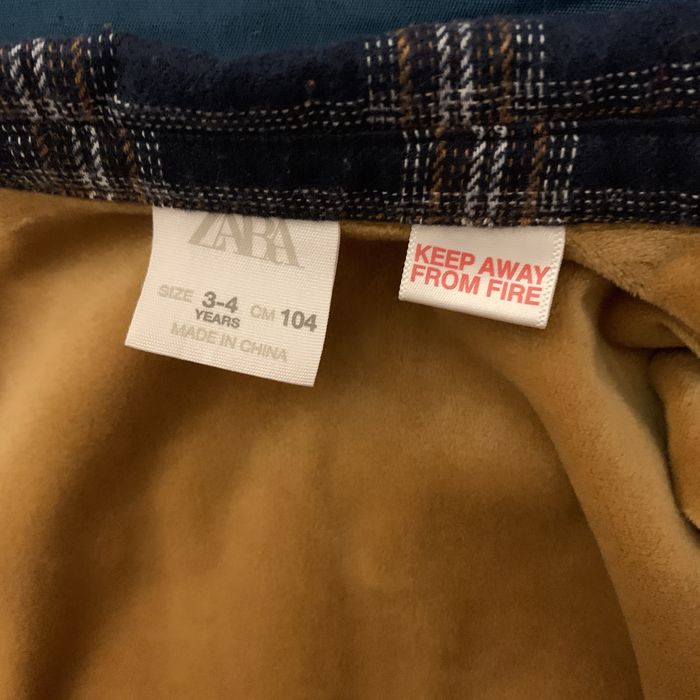 ZARA
SIZE 3-4 YEARS CM 104
MADE IN CHINA
KEEP AWAY
FROM FIRE